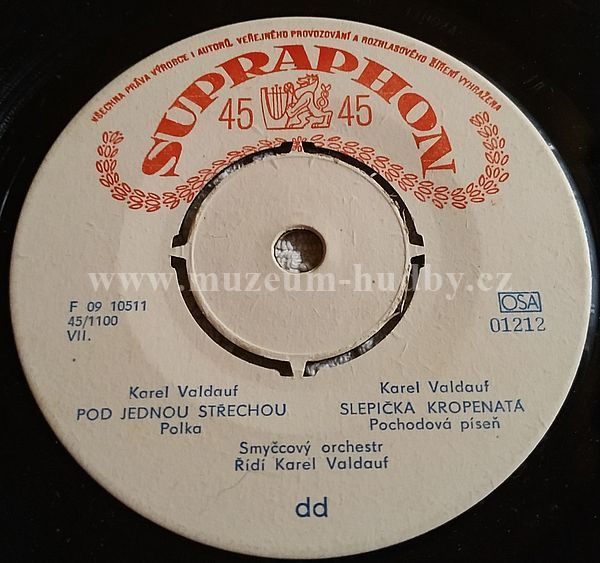 VŠECHNA PRÁVA VÝROBCE I AUTORŮ, VEŘEJNÉHO PROVOZOVÁNÍ A ROZHLASOVÉHO ŠÍŘENÍ VYHRAŽENA
SUPRAPHON
45 45
www.muzeum-hudby.cz
F 09 10511
45/1100
VII.
OSA
01212
Karel Valdauf
POD JEDNOU STŘECHOU
Polka
Karel Valdauf
SLEPIČKA KROPENATÁ
Pochodová píseň
Smyčcový orchestr
Řídí Karel Valdauf
dd